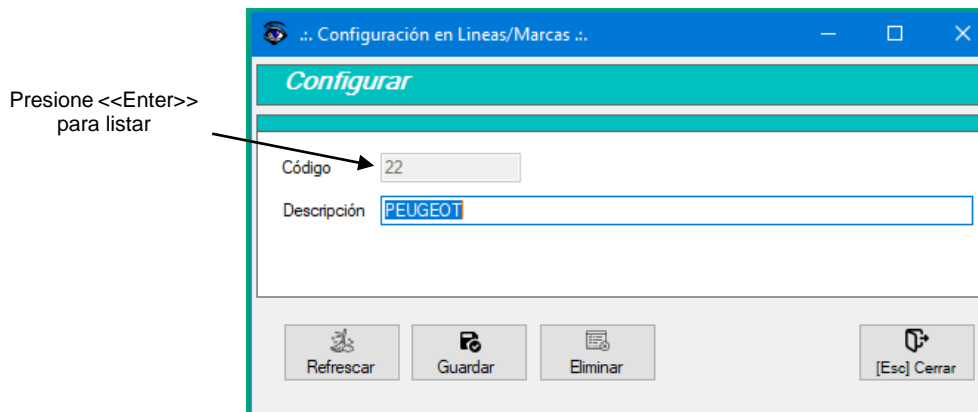 .:. Configuración en Lineas/Marcas .:.
Configurar
Presione <<Enter>>
para listar
Código 22
Descripción PEUGEOT
Refrescar Guardar Eliminar [Esc] Cerrar